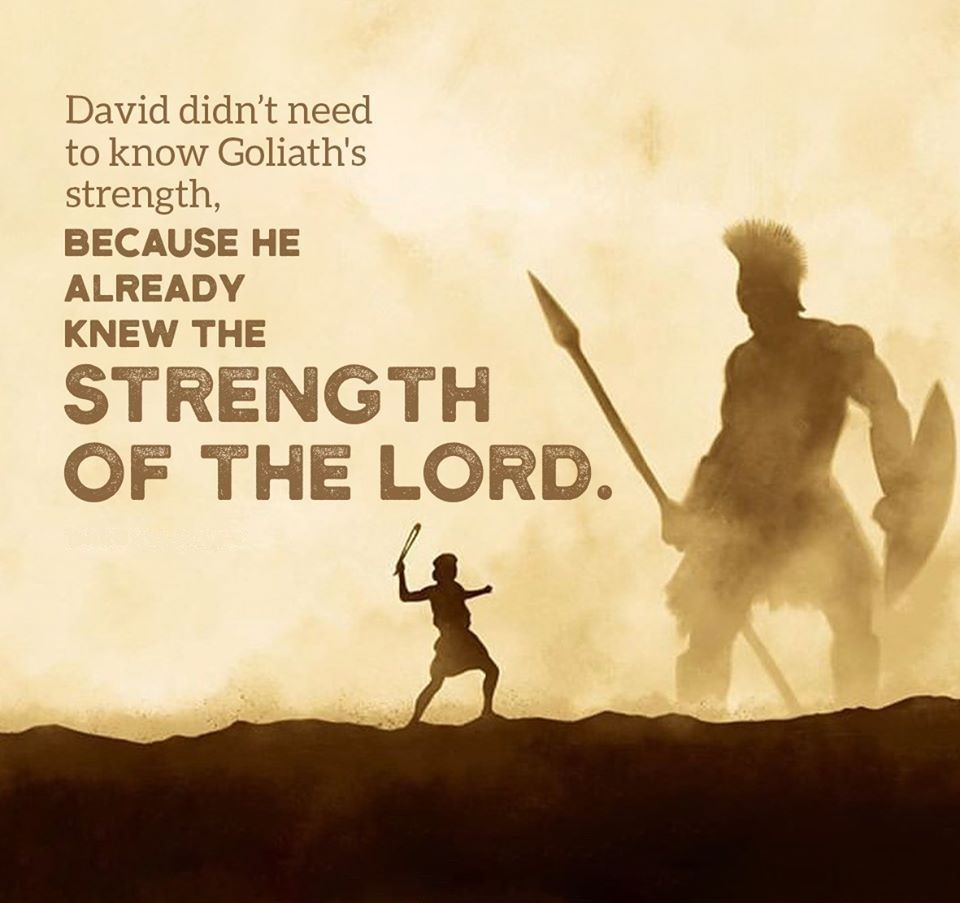 David didn’t need
to know Goliath's
strength,
BECAUSE HE
ALREADY
KNEW THE
STRENGTH
OF THE LORD.